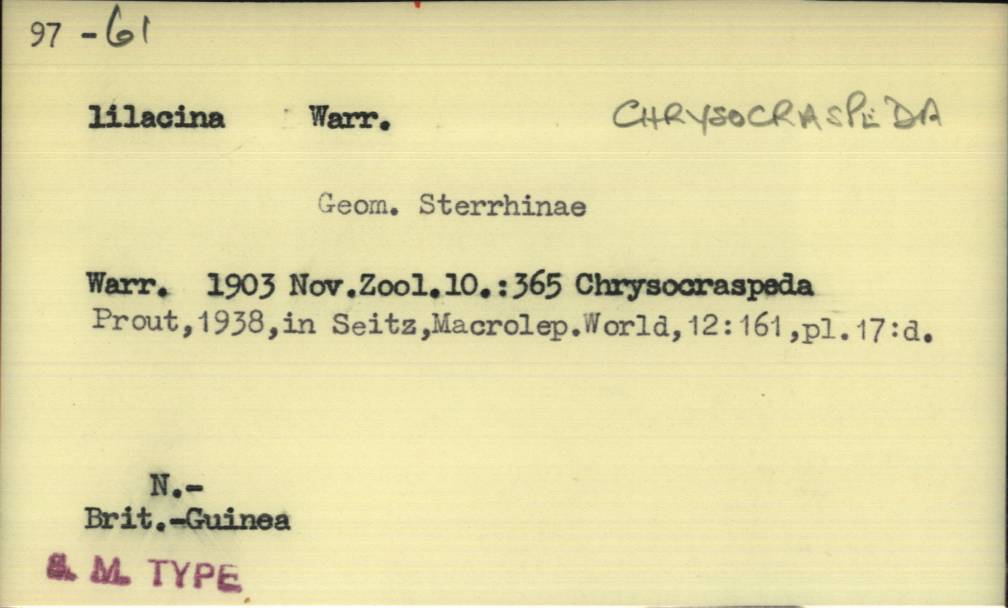 97 -61
lilacina Warr. CHRYSOCRASPEDA
Geom. Sterrhinae
Warr. 1903 Nov.Zool.10.:365 Chrysocraspeda
Prout,1938,in Seitz,Macrolep.World,12:161,pl.17:d.
N.-
Brit.-Guinea
M. TYPE